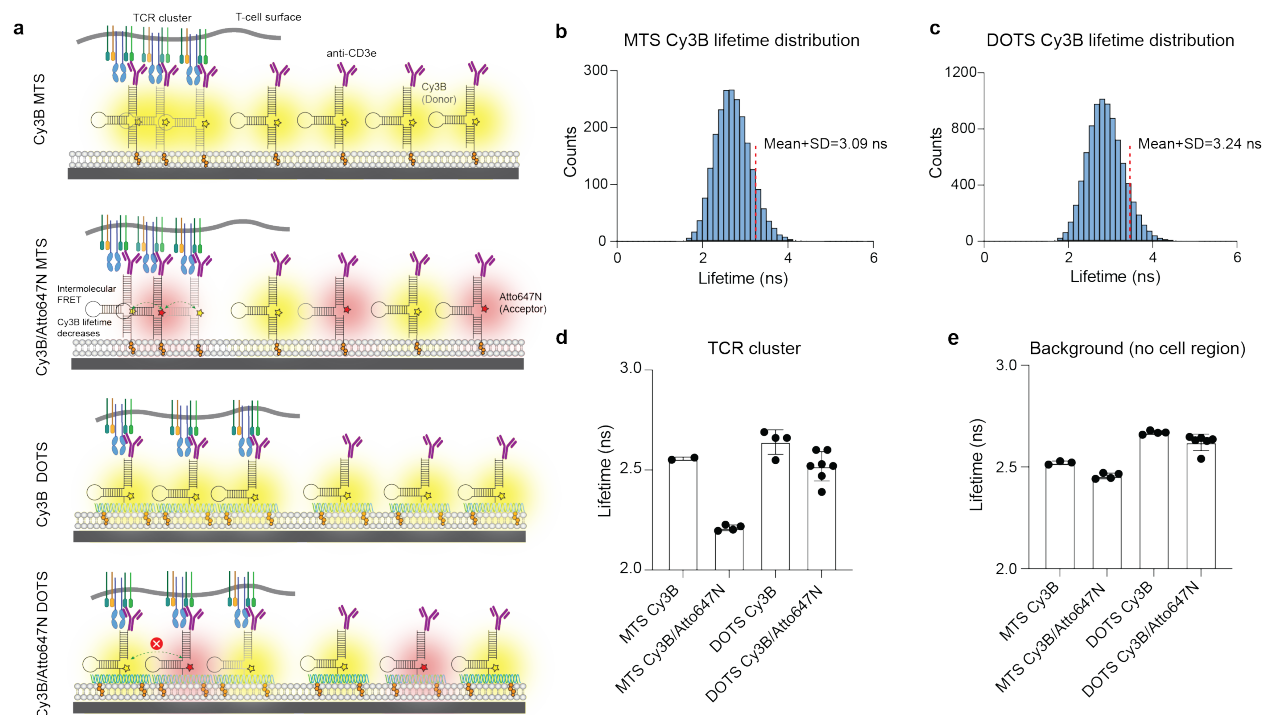 a
TCR cluster
T-cell surface
anti-CD3e
Cy3B
(Donor)
Cy3B MTS
Intermolecular
FRET
Cy3B lifetime
decreases
Atto647N
(Acceptor)
Cy3B/Atto647N MTS
Cy3B DOTS
Cy3B/Atto647N DOTS
b
MTS Cy3B lifetime distribution
Counts
300
200
100
0
Mean+SD=3.09 ns
0
2
4
6
Lifetime (ns)
c
DOTS Cy3B lifetime distribution
Counts
1200
800
400
0
Mean+SD=3.24 ns
0
2
4
6
Lifetime (ns)
d
TCR cluster
Lifetime (ns)
3.0
2.5
2.0
MTS Cy3B
MTS Cy3B/Atto647N
DOTS Cy3B
DOTS Cy3B/Atto647N
e
Background (no cell region)
Lifetime (ns)
3.0
2.5
2.0
MTS Cy3B
MTS Cy3B/Atto647N
DOTS Cy3B
DOTS Cy3B/Atto647N